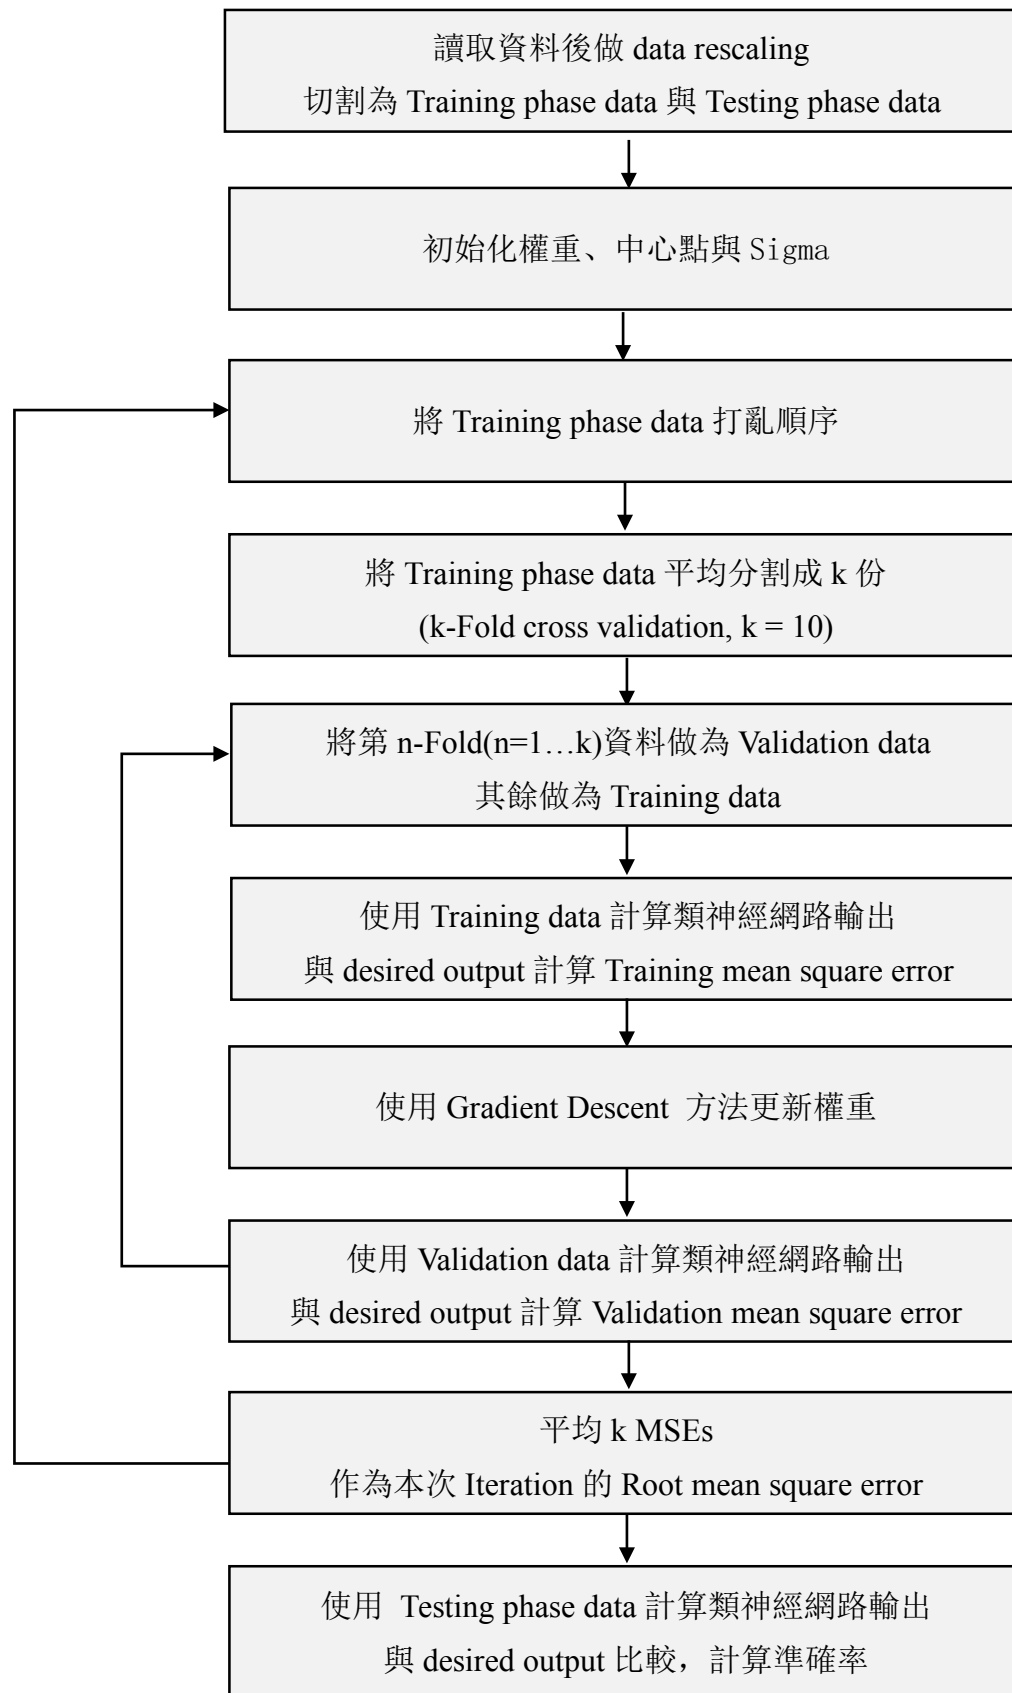 讀取資料後做 data rescaling
切割為 Training phase data 與 Testing phase data
初始化權重、中心點與 Sigma
將 Training phase data 打亂順序
將 Training phase data 平均分割成 k 份
(k-Fold cross validation, k = 10)
將第 n-Fold(n=1…k)資料做為 Validation data
其餘做為 Training data
使用 Training data 計算類神經網路輸出
與 desired output 計算 Training mean square error
使用 Gradient Descent 方法更新權重
使用 Validation data 計算類神經網路輸出
與 desired output 計算 Validation mean square error
平均 k MSEs
作為本次 Iteration 的 Root mean square error
使用 Testing phase data 計算類神經網路輸出
與 desired output 比較，計算準確率